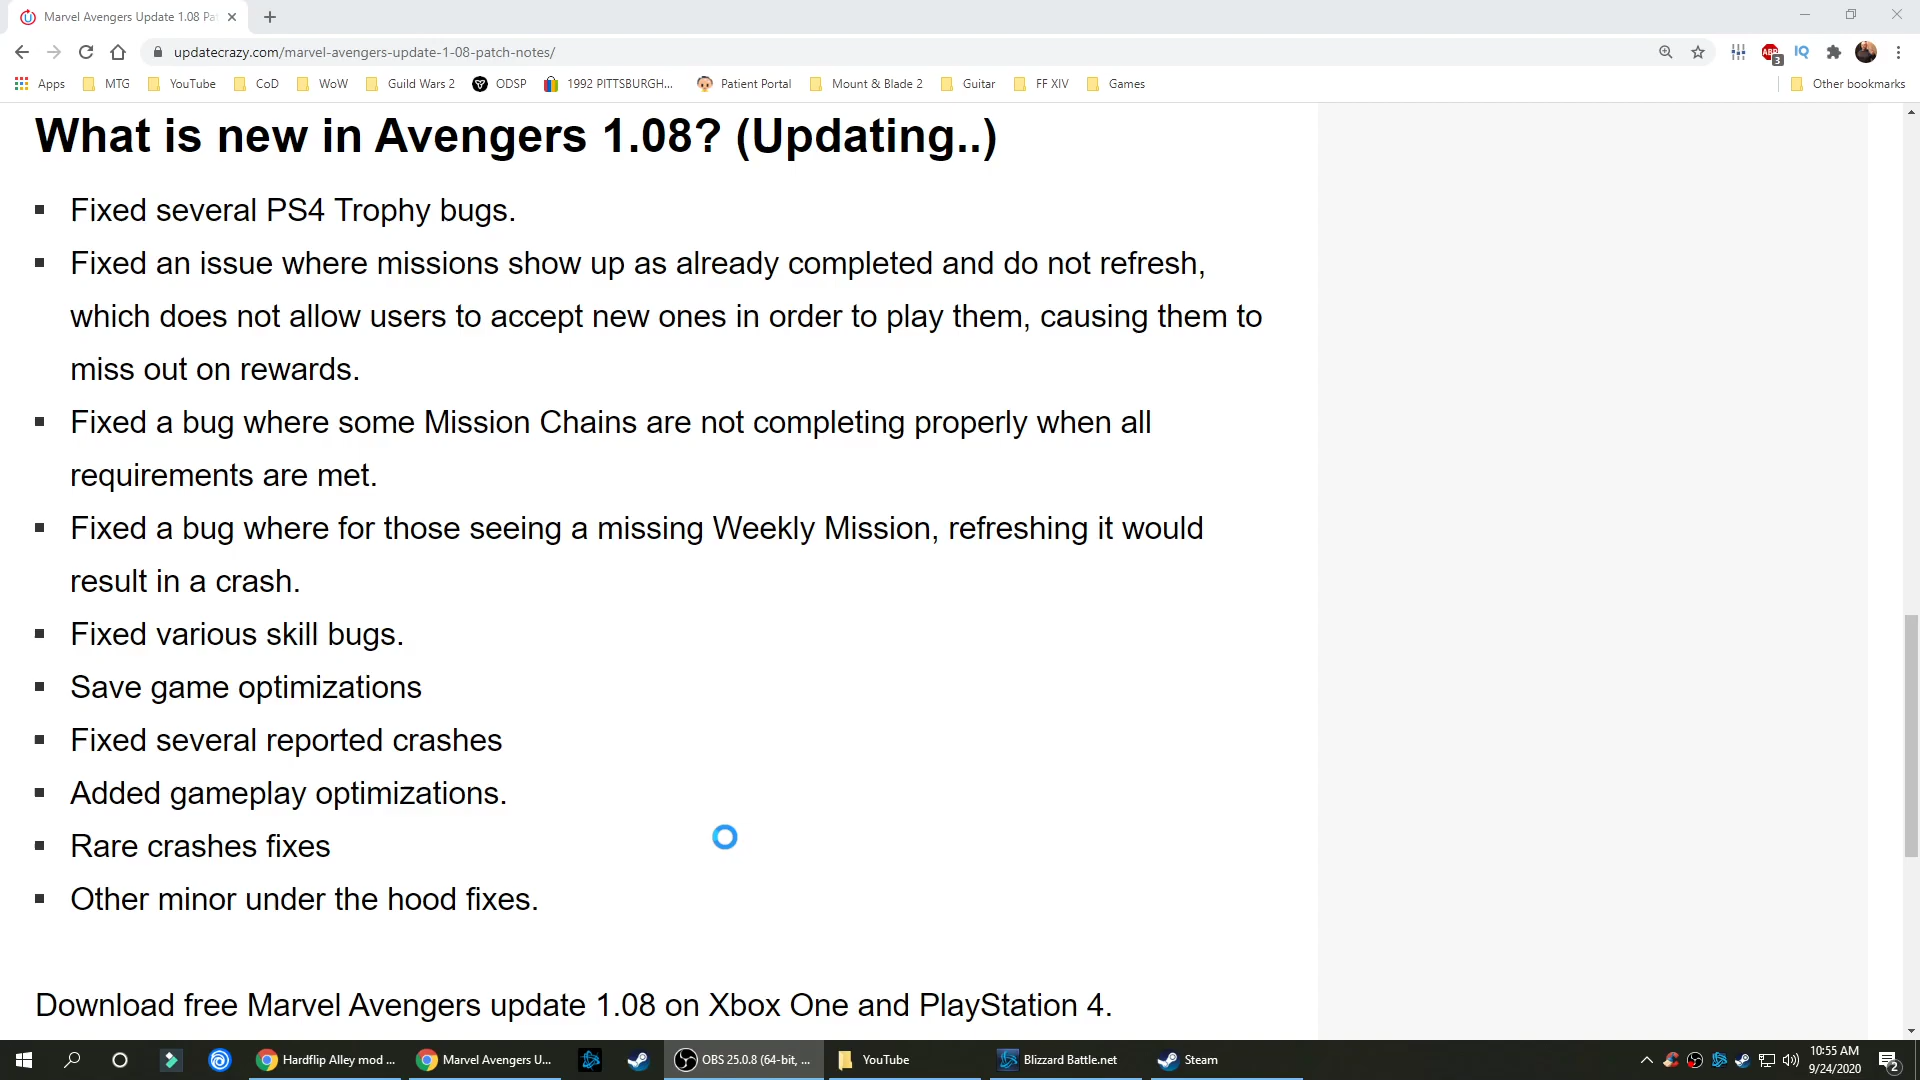 Marvel Avengers Update 1.08 Pa
updatecrazy.com/marvel-avengers-update-1-08-patch-notes/
ABP
3
IQ
Apps MTG YouTube CoD WoW Guild Wars 2 ODSP 1992 PITTSBURGH... Patient Portal Mount & Blade 2 Guitar FF XIV Games Other bookmarks
What is new in Avengers 1.08? (Updating..)
Fixed several PS4 Trophy bugs.
Fixed an issue where missions show up as already completed and do not refresh,
which does not allow users to accept new ones in order to play them, causing them to
miss out on rewards.
Fixed a bug where some Mission Chains are not completing properly when all
requirements are met.
Fixed a bug where for those seeing a missing Weekly Mission, refreshing it would
result in a crash.
Fixed various skill bugs.
Save game optimizations
Fixed several reported crashes
Added gameplay optimizations.
Rare crashes fixes
Other minor under the hood fixes.
Download free Marvel Avengers update 1.08 on Xbox One and PlayStation 4.
Hardflip Alley mod ... Marvel Avengers U... OBS 25.0.8 (64-bit, ... YouTube Blizzard Battle.net Steam
10:55 AM
9/24/2020
2